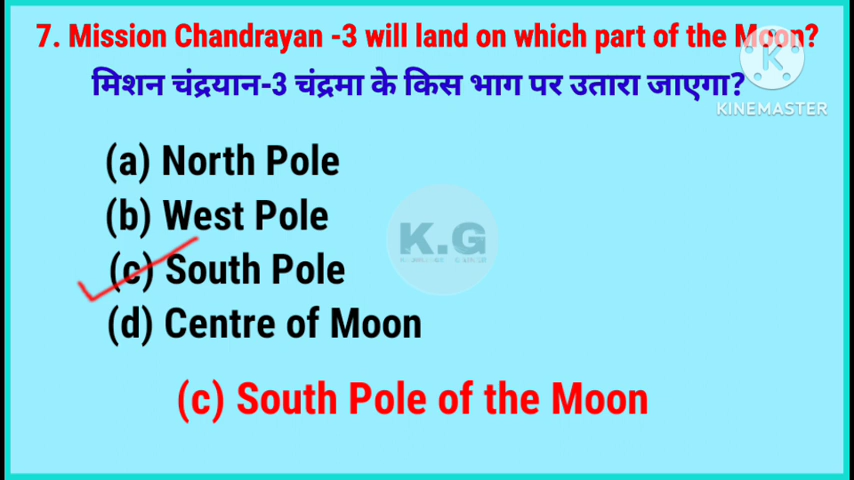 7. Mission Chandrayan -3 will land on which part of the Moon?
मिशन चंद्रयान-3 चंद्रमा के किस भाग पर उतारा जाएगा?
KINEMASTER
(a) North Pole
(b) West Pole
K.G
(c) South Pole
(d) Centre of Moon
(c) South Pole of the Moon